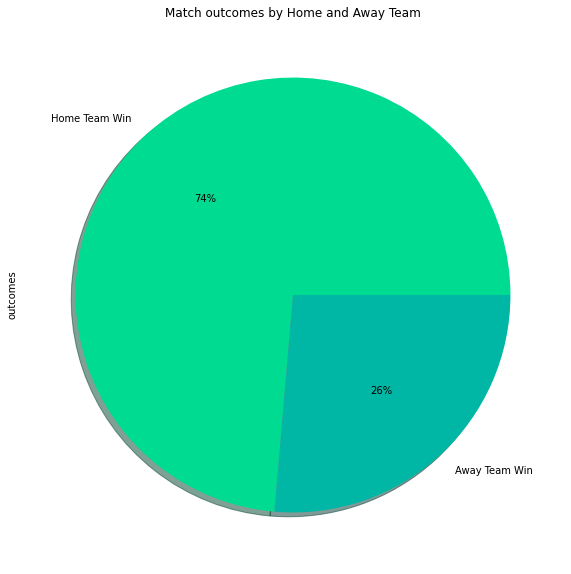 Match outcomes by Home and Away Team
Home Team Win
74%
outcomes
26%
Away Team Win